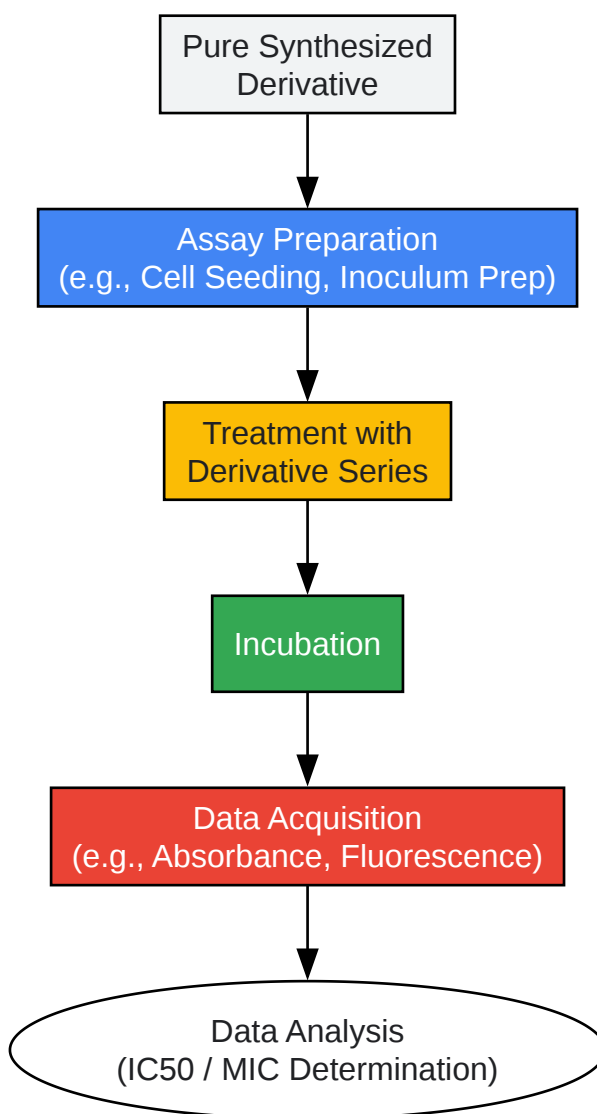 Pure Synthesized
Derivative
Assay Preparation
(e.g., Cell Seeding, Inoculum Prep)
Treatment with
Derivative Series
Incubation
Data Acquisition
(e.g., Absorbance, Fluorescence)
Data Analysis
(IC50 / MIC Determination)